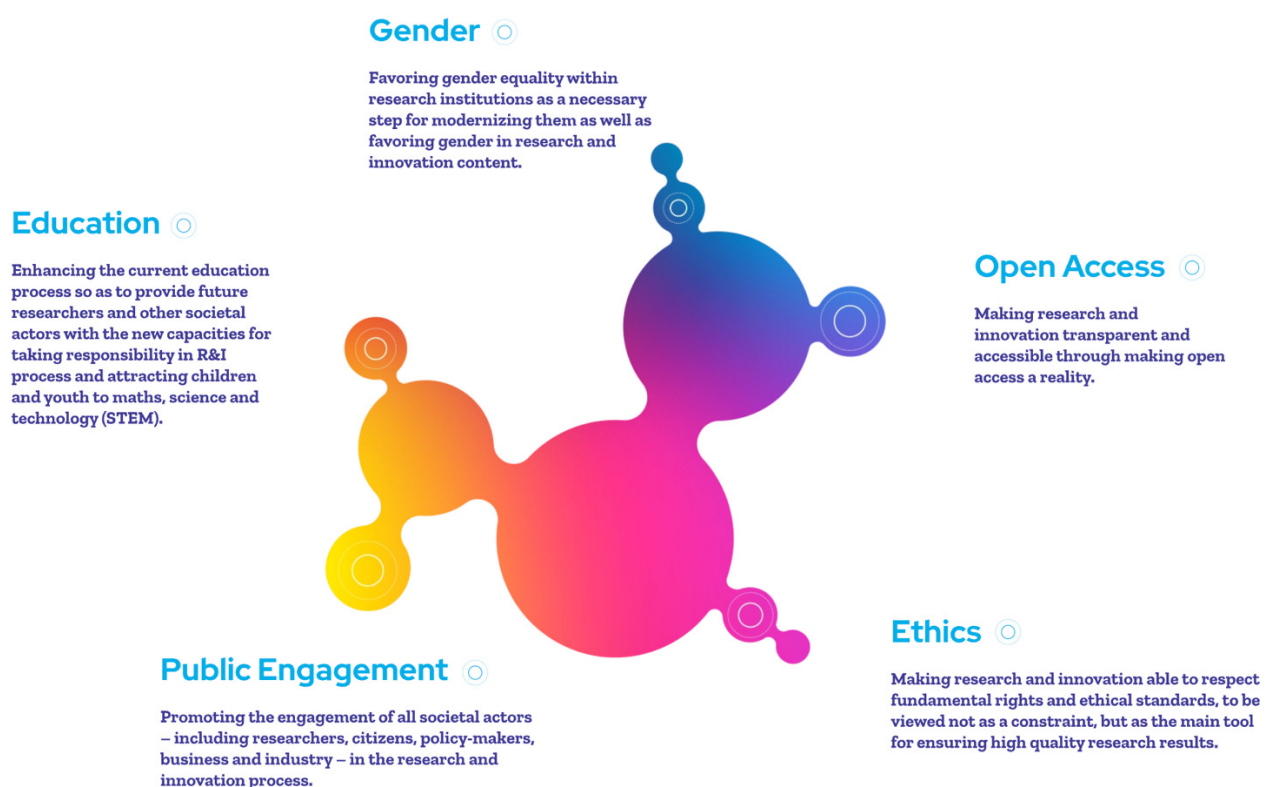 Gender
Favoring gender equality within
research institutions as a necessary
step for modernizing them as well as
favoring gender in research and
innovation content.
Education
Enhancing the current education
process so as to provide future
researchers and other societal
actors with the new capacities for
taking responsibility in R&I
process and attracting children
and youth to maths, science and
technology (STEM).
Open Access
Making research and
innovation transparent and
accessible through making open
access a reality.
Ethics
Making research and innovation able to respect
fundamental rights and ethical standards, to be
viewed not as a constraint, but as the main tool
for ensuring high quality research results.
Public Engagement
Promoting the engagement of all societal actors
– including researchers, citizens, policy-makers,
business and industry – in the research and
innovation process.